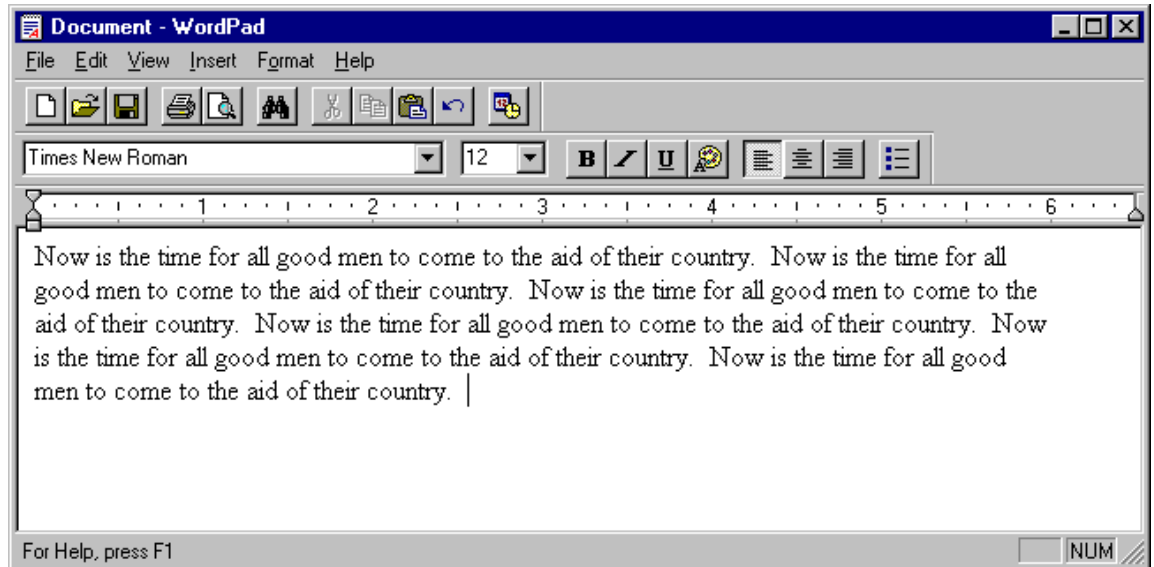 Document - WordPad
File Edit View Insert Format Help
Times New Roman 12 B I U
1 2 3 4 5 6
Now is the time for all good men to come to the aid of their country.  Now is the time for all
good men to come to the aid of their country.  Now is the time for all good men to come to the
aid of their country.  Now is the time for all good men to come to the aid of their country.  Now
is the time for all good men to come to the aid of their country.  Now is the time for all good
men to come to the aid of their country.
For Help, press F1 NUM